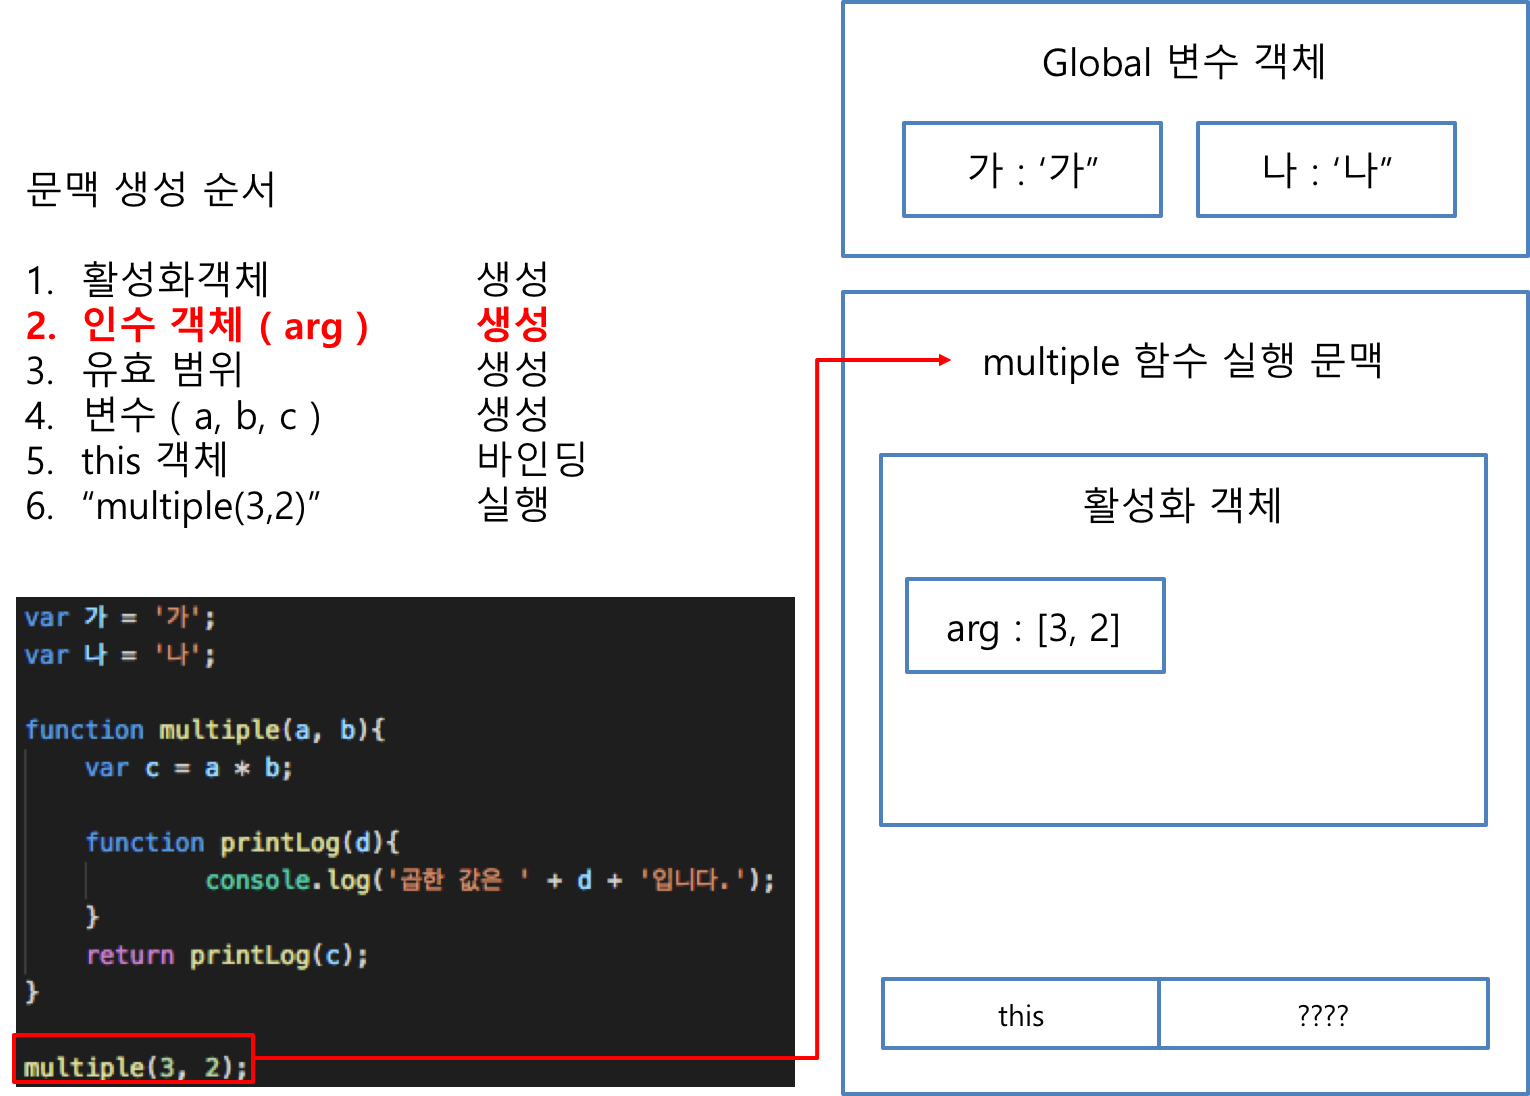 문맥 생성 순서
1. 활성화객체 생성
2. 인수 객체 ( arg ) 생성
3. 유효 범위 생성
4. 변수 ( a, b, c ) 생성
5. this 객체 바인딩
6. “multiple(3,2)” 실행
var 가 = '가';
var 나 = '나';
function multiple(a, b){
var c = a * b;
function printLog(d){
console.log('곱한 값은 ' + d + '입니다.');
}
return printLog(c);
}
multiple(3, 2);
Global 변수 객체
가 : ‘가”
나 : ‘나”
multiple 함수 실행 문맥
활성화 객체
arg : [3, 2]
this
????